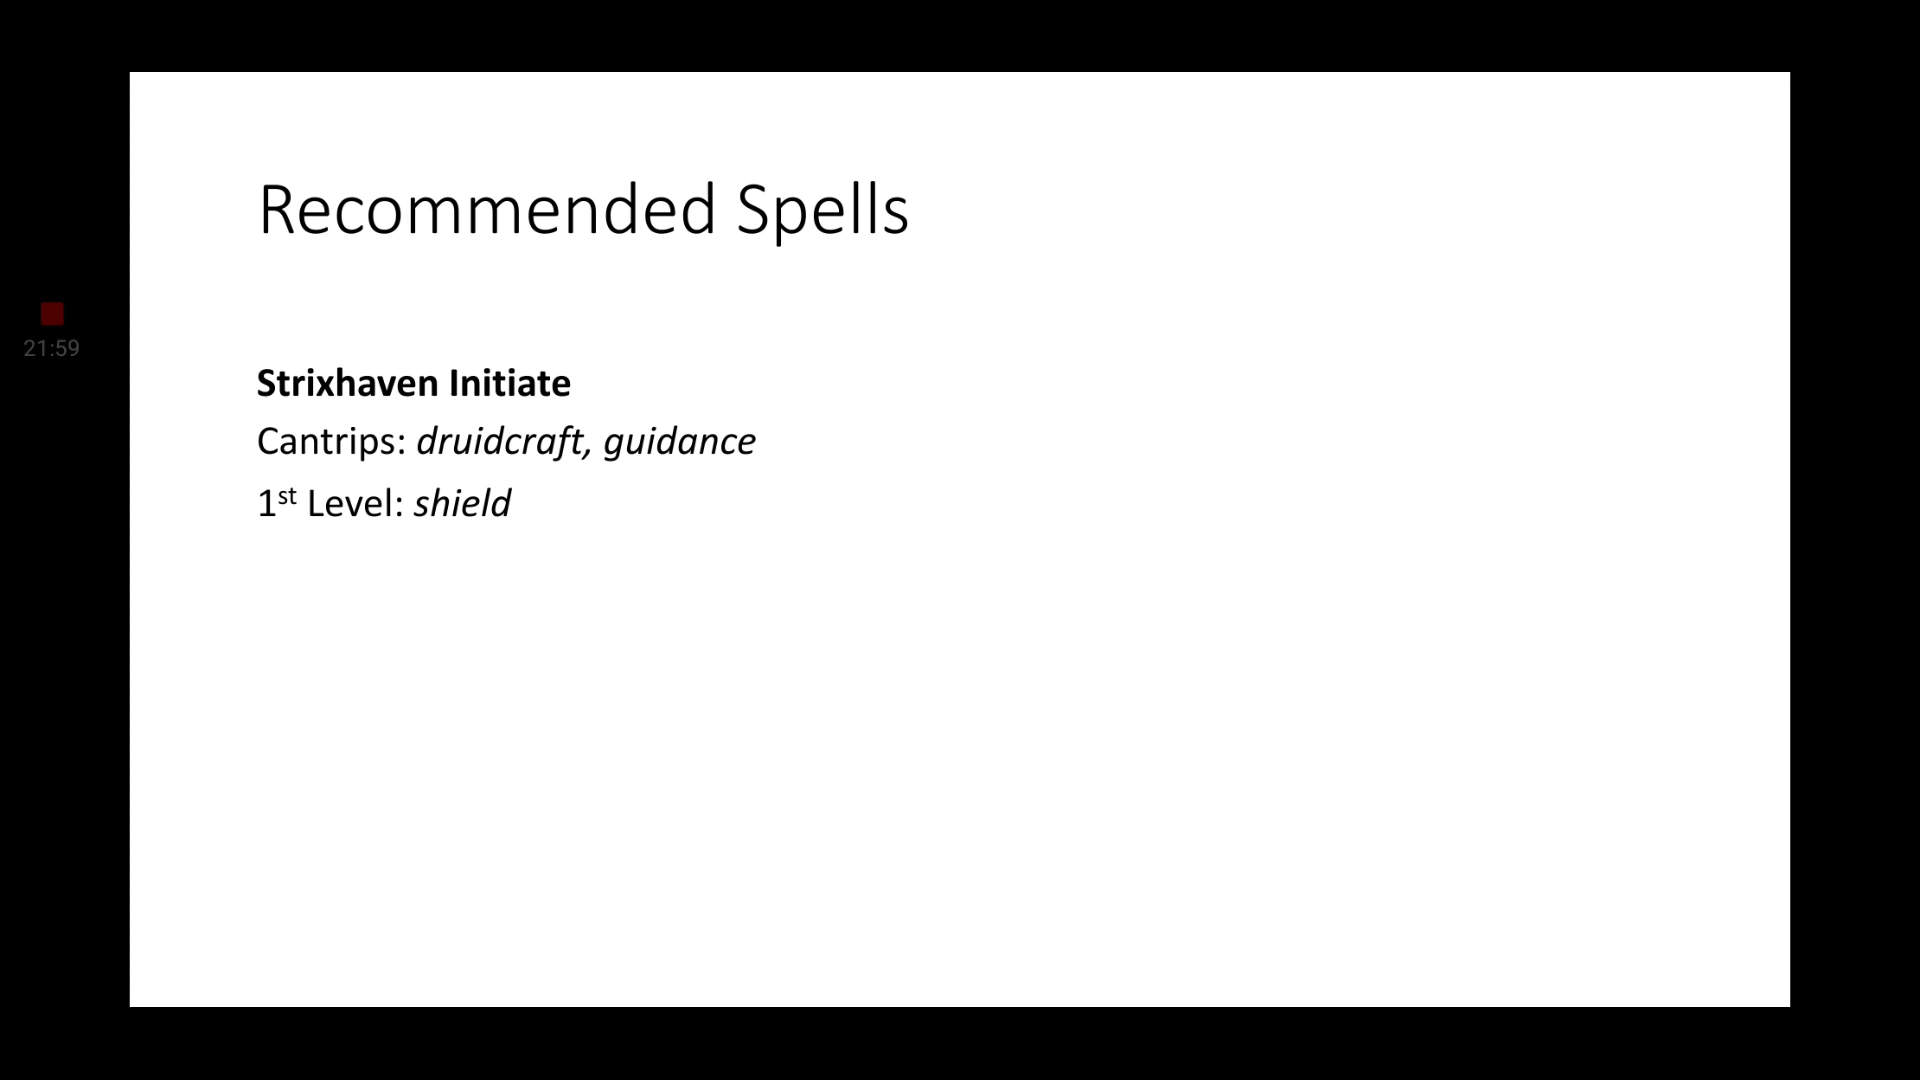 Recommended Spells
21:59
Strixhaven Initiate
Cantrips: druidcraft, guidance
1st Level: shield